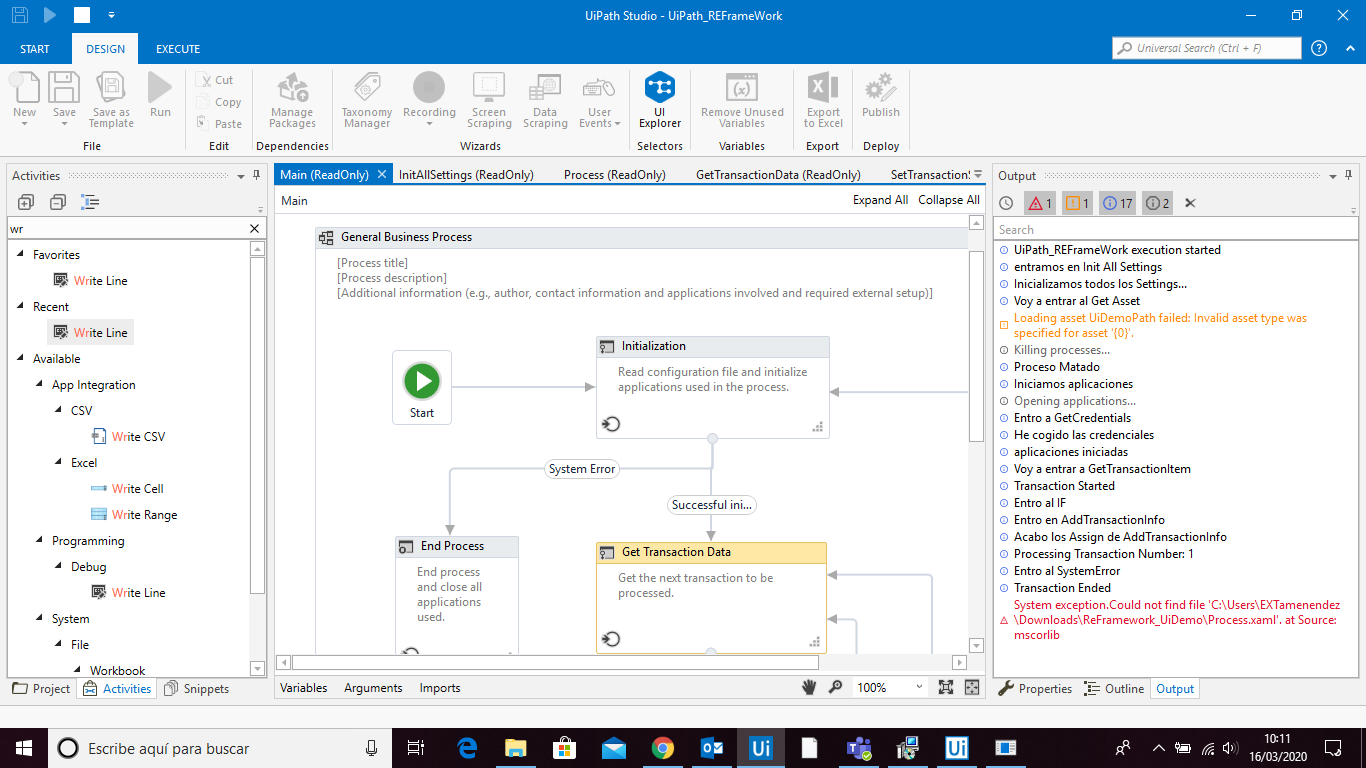 UiPath Studio - UiPath_REFrameWork
START
DESIGN
EXECUTE
Universal Search (Ctrl + F)
New
Save
Save as Template
Run
File
Cut
Copy
Paste
Edit
Manage Packages
Dependencies
Taxonomy Manager
Recording
Screen Scraping
Data Scraping
User Events
Wizards
UI Explorer
Selectors
Remove Unused Variables
Variables
Export to Excel
Export
Publish
Deploy
Activities
wr
Favorites
Write Line
Recent
Write Line
Available
App Integration
CSV
Write CSV
Excel
Write Cell
Write Range
Programming
Debug
Write Line
System
File
Workbook
Project
Activities
Snippets
Main (ReadOnly)
InitAllSettings (ReadOnly)
Process (ReadOnly)
GetTransactionData (ReadOnly)
SetTransactionS
Main
Expand All
Collapse All
General Business Process
[Process title]
[Process description]
[Additional information (e.g., author, contact information and applications involved and required external setup)]
Start
Initialization
Read configuration file and initialize
applications used in the process.
System Error
Successful ini...
End Process
End process
and close all
applications
used.
Get Transaction Data
Get the next transaction to be
processed.
Variables
Arguments
Imports
100%
Output
1
1
17
2
Search
UiPath_REFrameWork execution started
entramos en Init All Settings
Inicializamos todos los Settings...
Voy a entrar al Get Asset
Loading asset UiDemoPath failed: Invalid asset type was
specified for asset '{0}'.
Killing processes...
Proceso Matado
Iniciamos aplicaciones
Opening applications...
Entro a GetCredentials
He cogido las credenciales
aplicaciones iniciadas
Voy a entrar a GetTransactionItem
Transaction Started
Entro al IF
Entro en AddTransactionInfo
Acabo los Assign de AddTransactionInfo
Processing Transaction Number: 1
Entro al SystemError
Transaction Ended
System exception.Could not find file 'C:\Users\EXTamenendez
\Downloads\ReFramework_UiDemo\Process.xaml'. at Source:
mscorlib
Properties
Outline
Output
Escribe aquí para buscar
Ui
Ui
10:11
16/03/2020